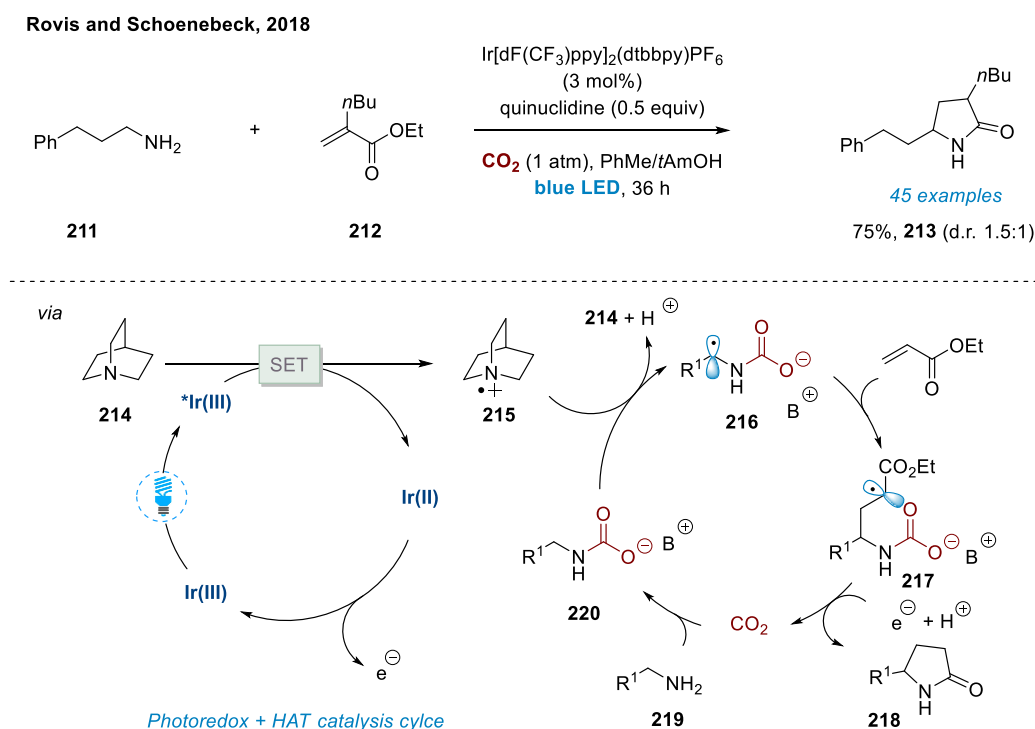 Rovis and Schoenebeck, 2018
Ir[dF(CF3)ppy]2(dtbbpy)PF6
(3 mol%)
quinuclidine (0.5 equiv)
CO2 (1 atm), PhMe/tAmOH
blue LED, 36 h
Ph
NH2
+
nBu
OEt
O
nBu
O
N
H
Ph
45 examples
211
212
75%, 213 (d.r. 1.5:1)
via
N
214
SET
*Ir(III)
N
•+
215
214 + H⊕
R1
N
H
O
O⊖
B⊕
216
OEt
O
Ir(II)
CO2Et
O
R1
N
H
O⊖
B⊕
217
O
R1
N
H
O⊖
B⊕
220
Ir(III)
CO2
e⊖ + H⊕
e⊖
R1
NH2
219
R1
N
H
O
218
Photoredox + HAT catalysis cylce